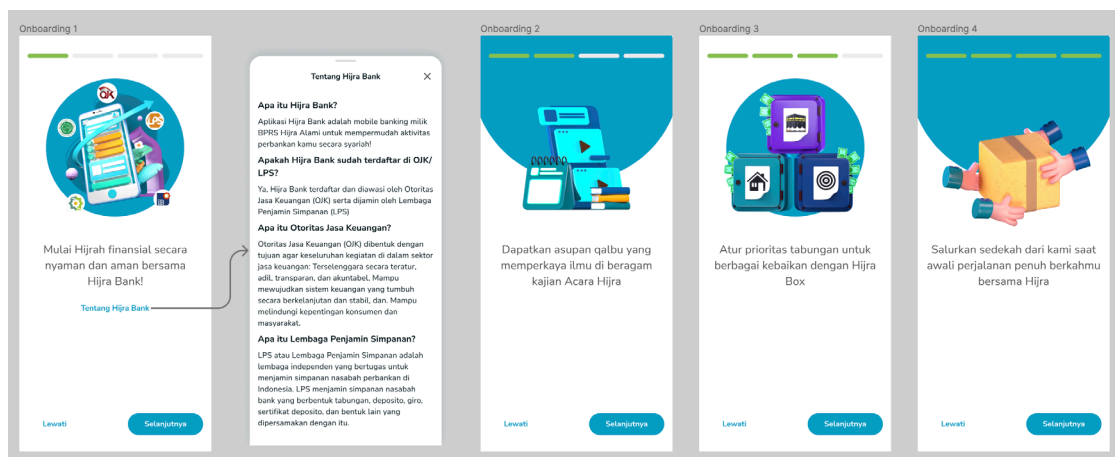 Onboarding 1
OJK
LPS
Mulai Hijrah finansial secara
nyaman dan aman bersama
Hijra Bank!
Tentang Hijra Bank
Lewati
Selanjutnya
Tentang Hijra Bank
Apa itu Hijra Bank?
Aplikasi Hijra Bank adalah mobile banking milik
BPRS Hijra Alami untuk mempermudah aktivitas
perbankan kamu secara syariah!
Apakah Hijra Bank sudah terdaftar di OJK/
LPS?
Ya, Hijra Bank terdaftar dan diawasi oleh Otoritas
Jasa Keuangan (OJK) serta dijamin oleh Lembaga
Penjamin Simpanan (LPS)
Apa itu Otoritas Jasa Keuangan?
Otoritas Jasa Keuangan (OJK) dibentuk dengan
tujuan agar keseluruhan kegiatan di dalam sektor
jasa keuangan: Terselenggara secara teratur,
adil, transparan, dan akuntabel, Mampu
mewujudkan sistem keuangan yang tumbuh
secara berkelanjutan dan stabil, dan. Mampu
melindungi kepentingan konsumen dan
masyarakat.
Apa itu Lembaga Penjamin Simpanan?
LPS atau Lembaga Penjamin Simpanan adalah
lembaga independen yang bertugas untuk
menjamin simpanan nasabah perbankan di
Indonesia. LPS menjamin simpanan nasabah
bank yang berbentuk tabungan, deposito, giro,
sertifikat deposito, dan bentuk lain yang
dipersamakan dengan itu.
Onboarding 2
Dapatkan asupan qalbu yang
memperkaya ilmu di beragam
kajian Acara Hijra
Lewati
Selanjutnya
Onboarding 3
Atur prioritas tabungan untuk
berbagai kebaikan dengan Hijra
Box
Lewati
Selanjutnya
Onboarding 4
Salurkan sedekah dari kami saat
awali perjalanan penuh berkahmu
bersama Hijra
Lewati
Selanjutnya